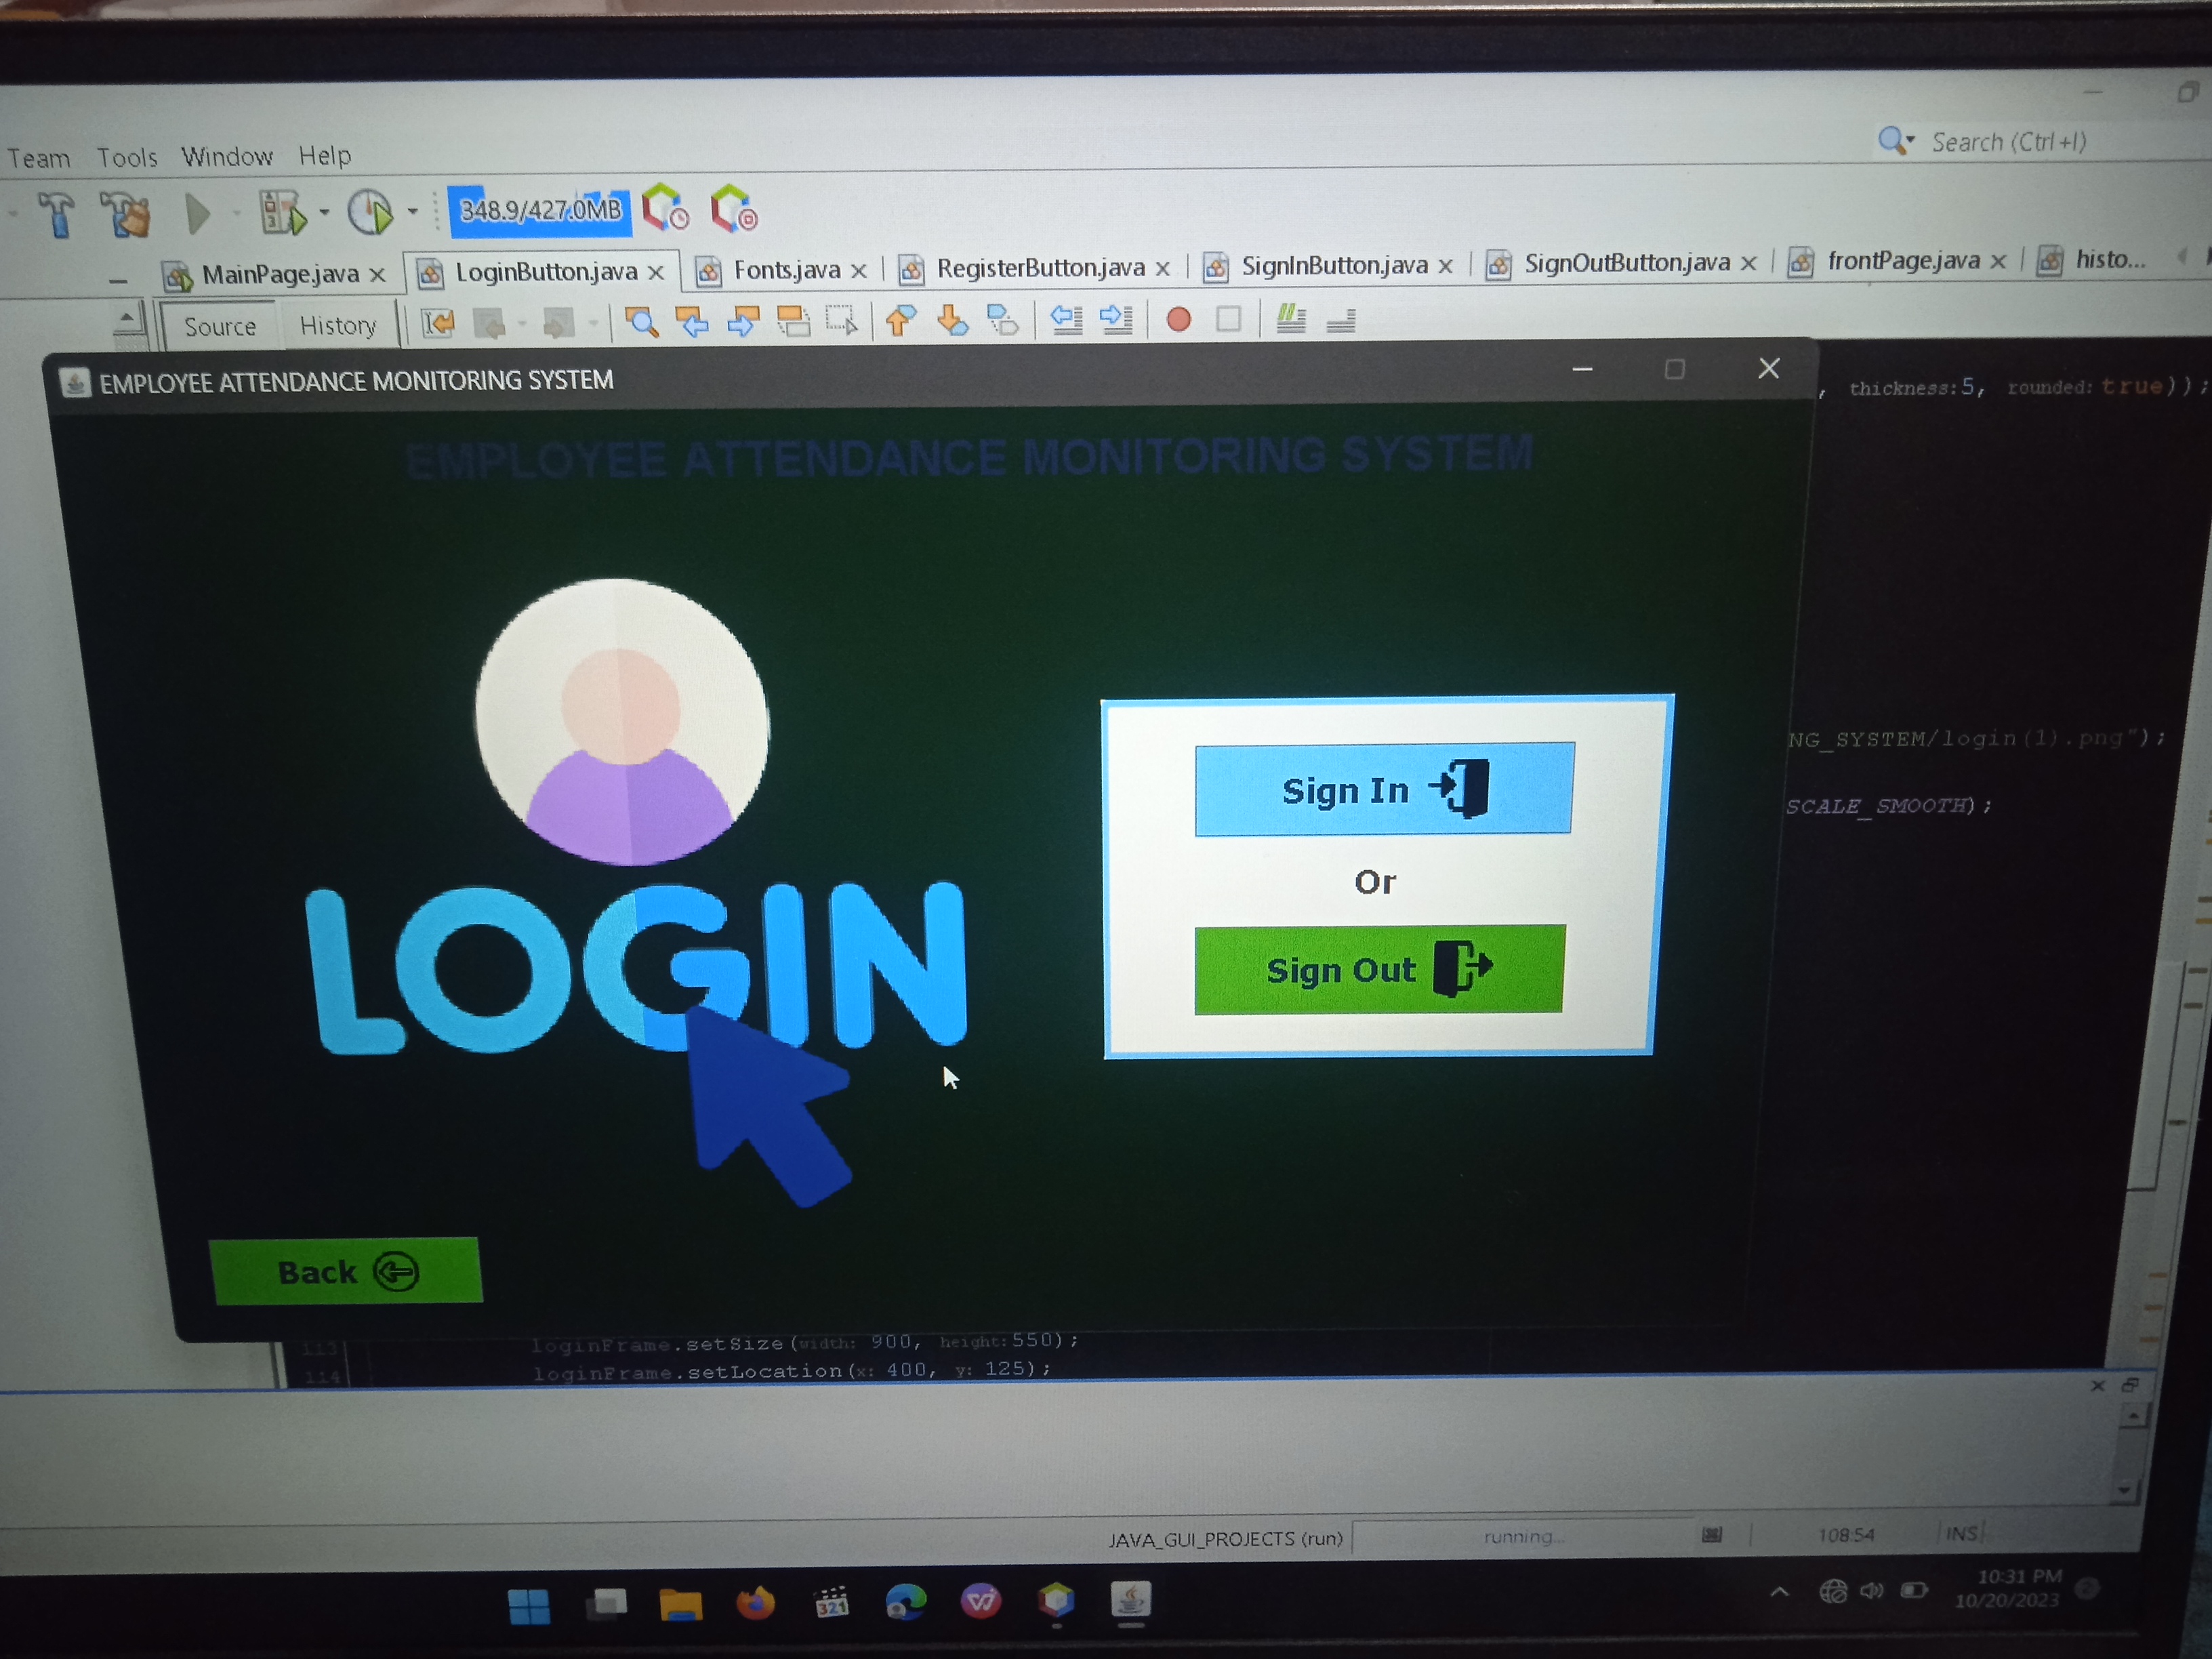 Team Tools Window Help
Search (Ctrl+I)
348.9/427.0MB
MainPage.java LoginButton.java Fonts.java RegisterButton.java SignInButton.java SignOutButton.java frontPage.java histo...
Source History
EMPLOYEE ATTENDANCE MONITORING SYSTEM
, thickness:5, rounded: true));
EMPLOYEE ATTENDANCE MONITORING SYSTEM
NG_SYSTEM/login(1).png");
SCALE_SMOOTH);
Sign In
Or
Sign Out
LOGIN
Back
113 loginFrame.setSize(width: 900, height:550);
114 loginFrame.setLocation(x: 400, y: 125);
JAVA_GUI_PROJECTS (run) running... 108:54 INS
321
10:31 PM
10/20/2023